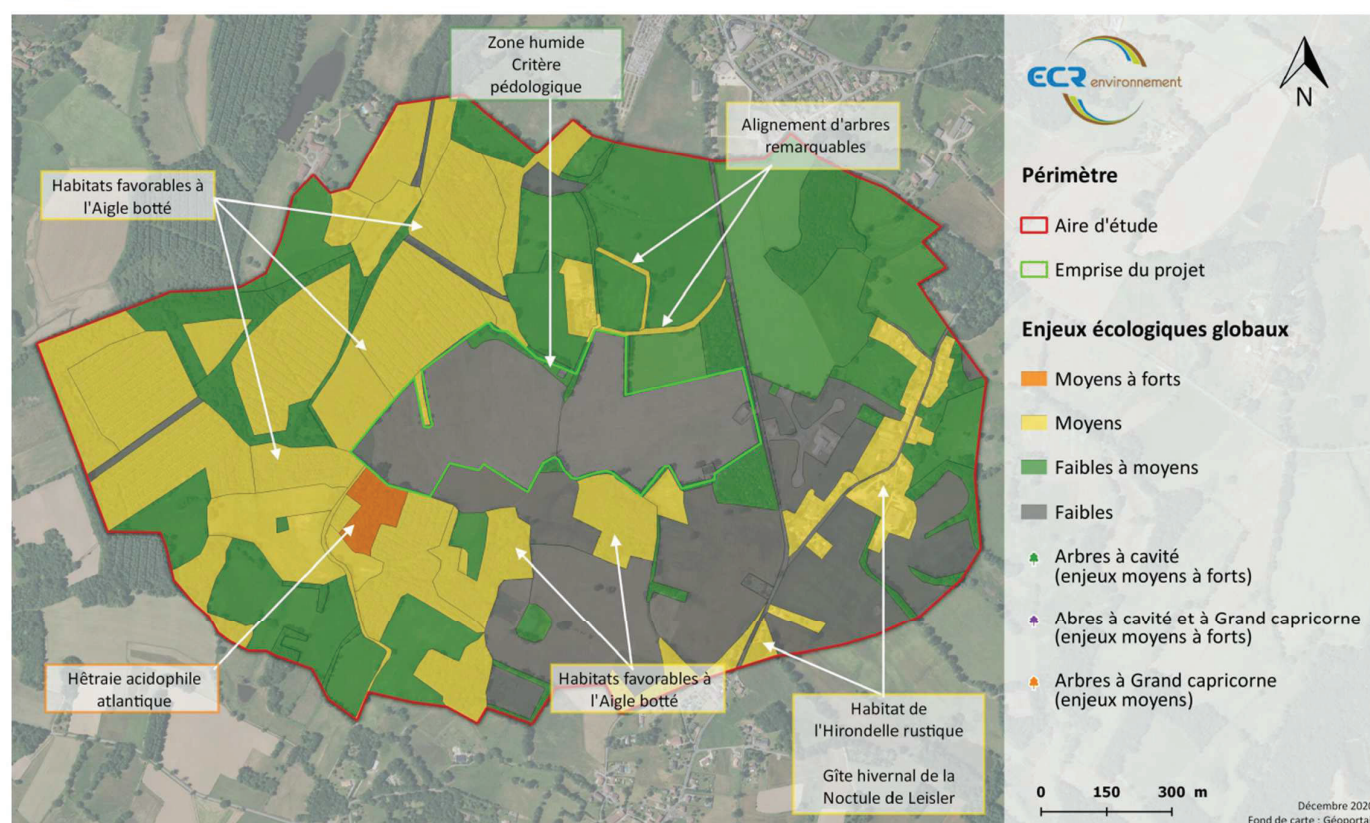 Zone humide
Critère
pédologique
Alignement d'arbres
remarquables
Habitats favorables à
l'Aigle botté
Hêtraie acidophile
atlantique
Habitats favorables à
l'Aigle botté
Habitat de
l'Hirondelle rustique
Gîte hivernal de la
Noctule de Leisler
ECR environnement
N
Périmètre
Aire d'étude
Emprise du projet
Enjeux écologiques globaux
Moyens à forts
Moyens
Faibles à moyens
Faibles
Arbres à cavité
(enjeux moyens à forts)
Abres à cavité et à Grand capricorne
(enjeux moyens à forts)
Arbres à Grand capricorne
(enjeux moyens)
0 150 300 m
Décembre 2020
Fond de carte : Géoportai